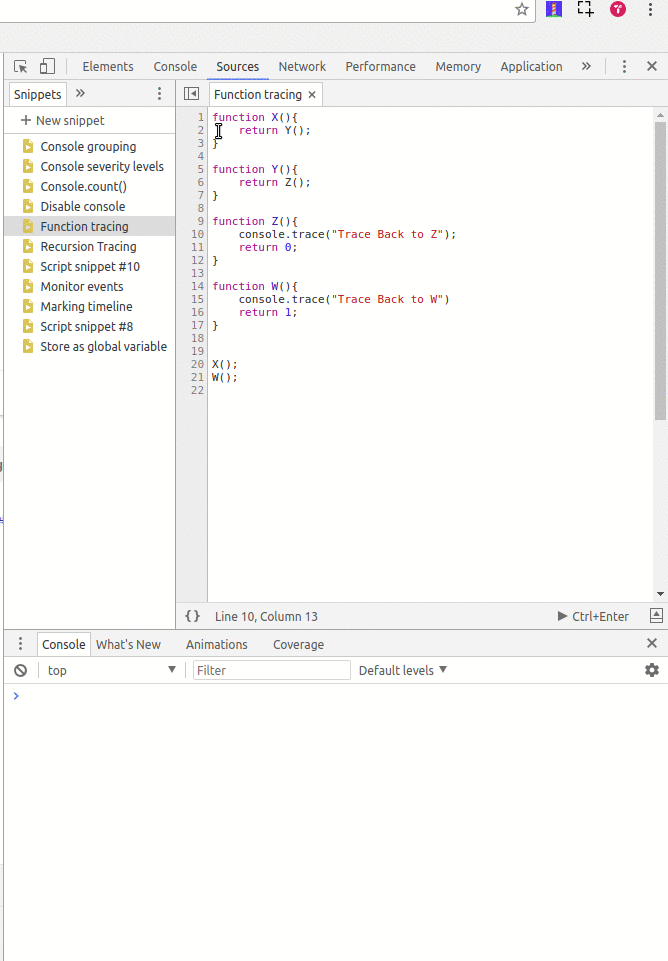 Elements Console Sources Network Performance Memory Application »
Snippets »
Function tracing ×
+ New snippet
Console grouping
Console severity levels
Console.count()
Disable console
Function tracing
Recursion Tracing
Script snippet #10
Monitor events
Marking timeline
Script snippet #8
Store as global variable
1 function X(){
2     return Y();
3 }
4
5 function Y(){
6     return Z();
7 }
8
9 function Z(){
10     console.trace("Trace Back to Z");
11     return 0;
12 }
13
14 function W(){
15     console.trace("Trace Back to W")
16     return 1;
17 }
18
19
20 X();
21 W();
22
{} Line 10, Column 13 Ctrl+Enter
Console What's New Animations Coverage
top Filter Default levels